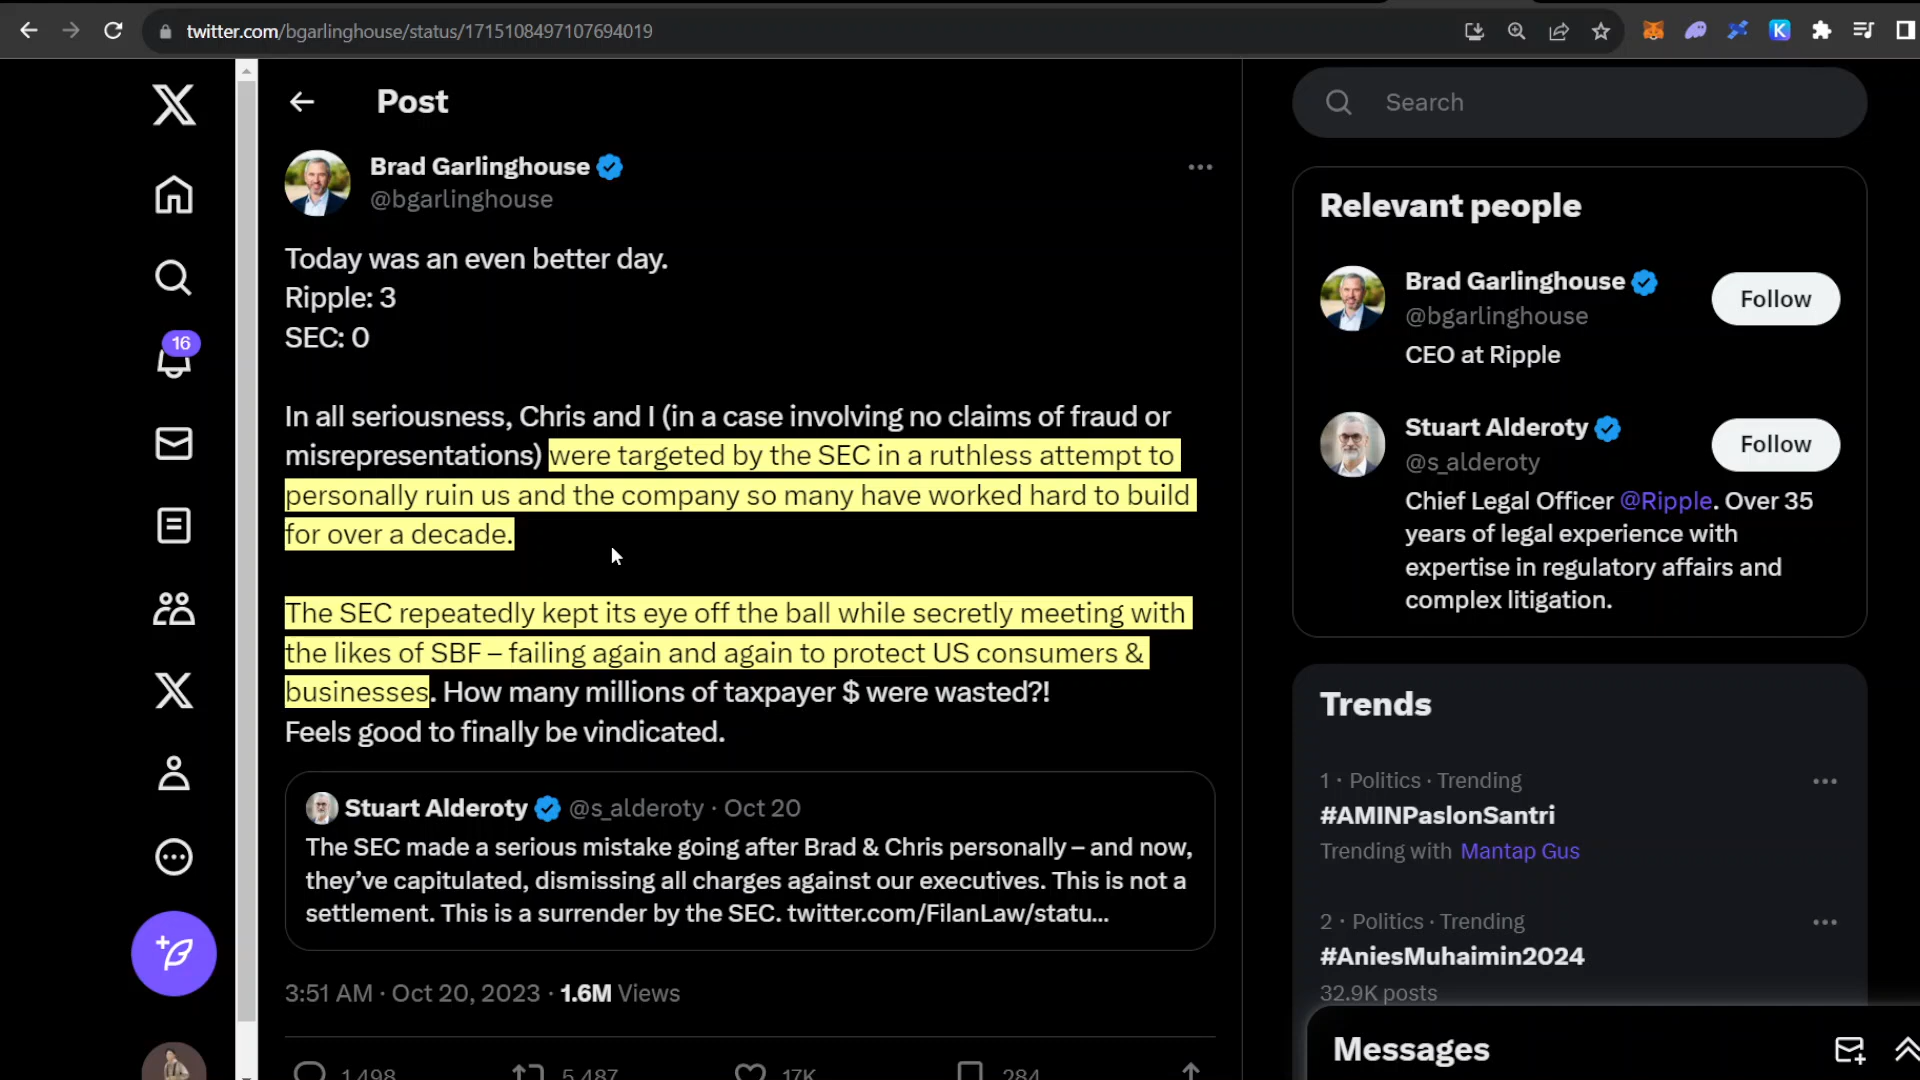 twitter.com/bgarlinghouse/status/1715108497107694019
K
Post
Search
Brad Garlinghouse
@bgarlinghouse
Today was an even better day.
Ripple: 3
SEC: 0
In all seriousness, Chris and I (in a case involving no claims of fraud or
misrepresentations) were targeted by the SEC in a ruthless attempt to
personally ruin us and the company so many have worked hard to build
for over a decade.
The SEC repeatedly kept its eye off the ball while secretly meeting with
the likes of SBF – failing again and again to protect US consumers &
businesses. How many millions of taxpayer $ were wasted?!
Feels good to finally be vindicated.
Stuart Alderoty @s_alderoty · Oct 20
The SEC made a serious mistake going after Brad & Chris personally – and now,
they've capitulated, dismissing all charges against our executives. This is not a
settlement. This is a surrender by the SEC. twitter.com/FilanLaw/statu...
3:51 AM · Oct 20, 2023 · 1.6M Views
1,498 5,487 17K 284
16
Relevant people
Brad Garlinghouse
@bgarlinghouse
Follow
CEO at Ripple
Stuart Alderoty
@s_alderoty
Follow
Chief Legal Officer @Ripple. Over 35
years of legal experience with
expertise in regulatory affairs and
complex litigation.
Trends
1 · Politics · Trending
#AMINPaslonSantri
Trending with Mantap Gus
2 · Politics · Trending
#AniesMuhaimin2024
32.9K posts
Messages